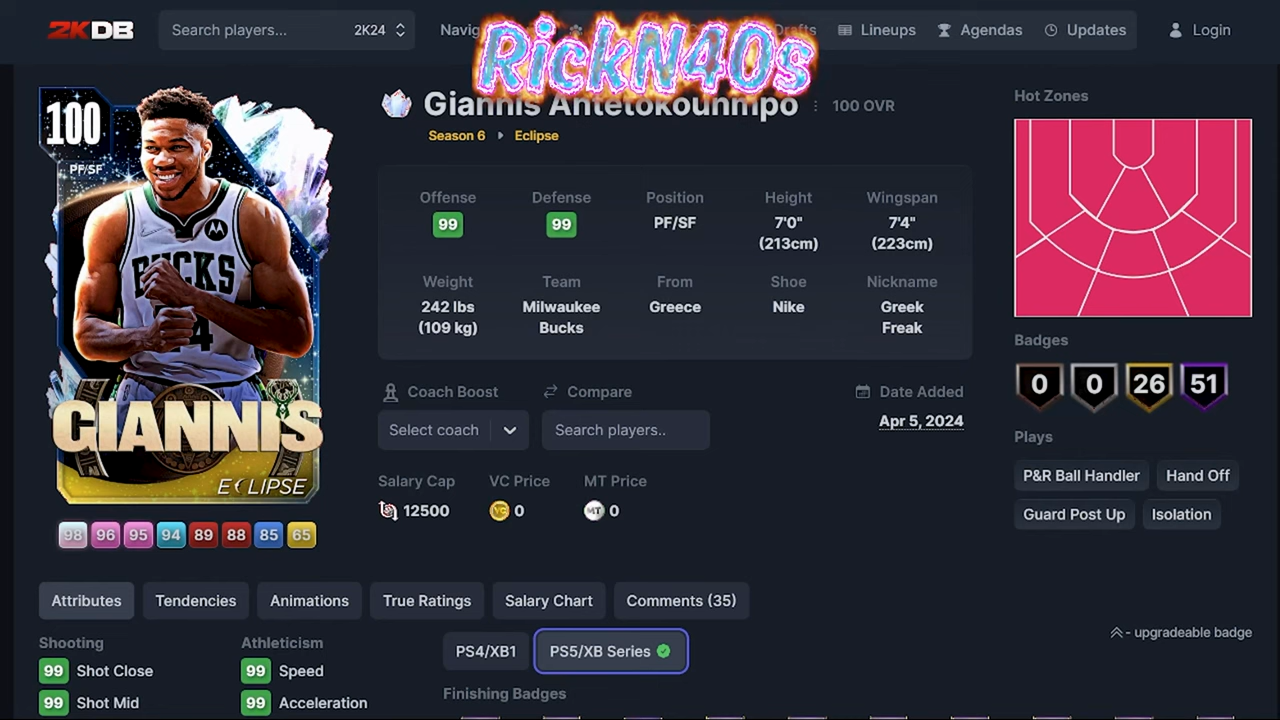 2KDB
Search players... 2K24
Lineups
Agendas
Updates
Login
RickN40s
Giannis Antetokounmpo : 100 OVR
Season 6 Eclipse
100
PF/SF
BUCKS
GIANNIS
ECLIPSE
98 96 95 94 89 88 85 65
Offense Defense Position Height Wingspan
99 99 PF/SF 7'0" 7'4"
(213cm) (223cm)
Weight Team From Shoe Nickname
242 lbs Milwaukee Greece Nike Greek
(109 kg) Bucks Freak
Coach Boost Compare Date Added
Select coach Search players.. Apr 5, 2024
Salary Cap VC Price MT Price
12500 VC 0 MT 0
Hot Zones
Badges
0 0 26 51
Plays
P&R Ball Handler Hand Off
Guard Post Up Isolation
Attributes Tendencies Animations True Ratings Salary Chart Comments (35)
- upgradeable badge
Shooting Athleticism
99 Shot Close 99 Speed
99 Shot Mid 99 Acceleration
PS4/XB1 PS5/XB Series
Finishing Badges